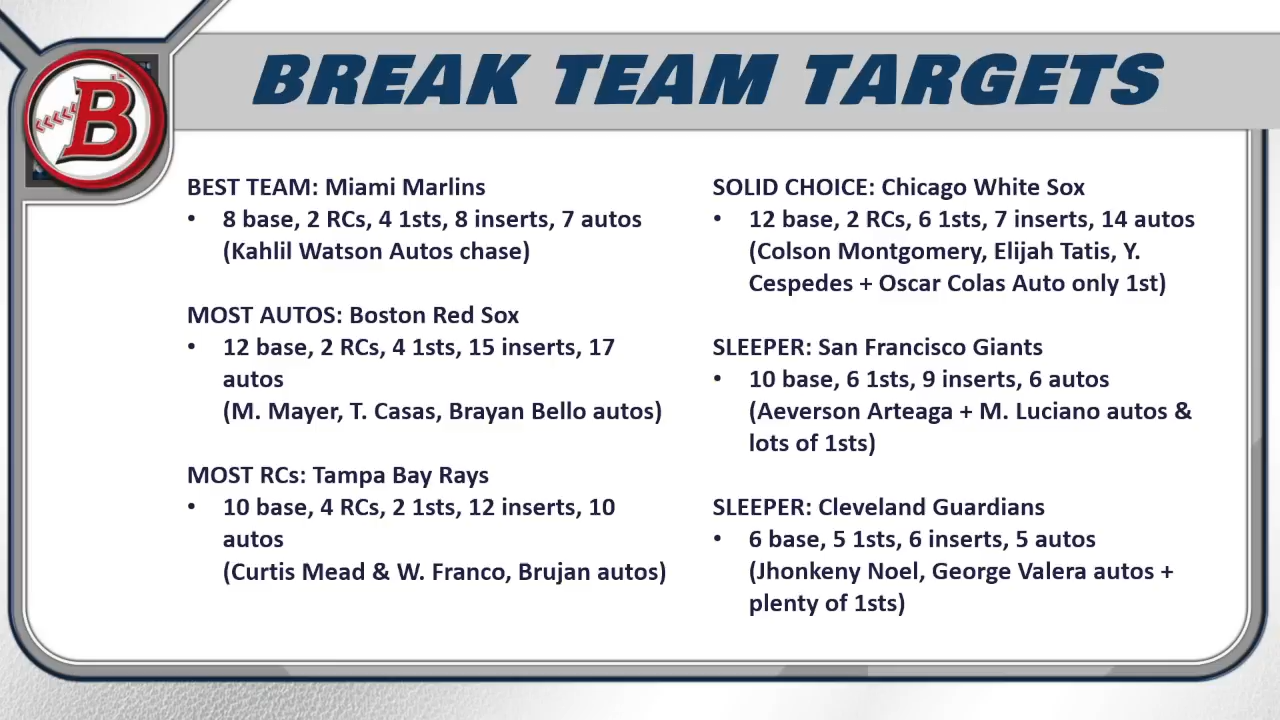 B
BREAK TEAM TARGETS
BEST TEAM: Miami Marlins
• 8 base, 2 RCs, 4 1sts, 8 inserts, 7 autos
(Kahlil Watson Autos chase)
MOST AUTOS: Boston Red Sox
• 12 base, 2 RCs, 4 1sts, 15 inserts, 17
autos
(M. Mayer, T. Casas, Brayan Bello autos)
MOST RCs: Tampa Bay Rays
• 10 base, 4 RCs, 2 1sts, 12 inserts, 10
autos
(Curtis Mead & W. Franco, Brujan autos)
SOLID CHOICE: Chicago White Sox
• 12 base, 2 RCs, 6 1sts, 7 inserts, 14 autos
(Colson Montgomery, Elijah Tatis, Y.
Cespedes + Oscar Colas Auto only 1st)
SLEEPER: San Francisco Giants
• 10 base, 6 1sts, 9 inserts, 6 autos
(Aeverson Arteaga + M. Luciano autos &
lots of 1sts)
SLEEPER: Cleveland Guardians
• 6 base, 5 1sts, 6 inserts, 5 autos
(Jhonkeny Noel, George Valera autos +
plenty of 1sts)